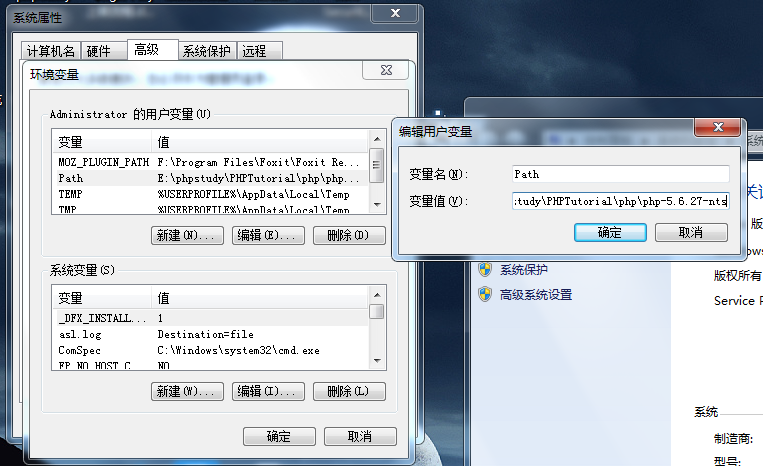 系统属性
计算机名 硬件 高级 系统保护 远程
环境变量
Administrator 的用户变量(U)
变量 值
MOZ_PLUGIN_PATH F:\Program Files\Foxit\Foxit Re...
Path E:\phpstudy\PHPTutorial\php\php...
TEMP %USERPROFILE%\AppData\Local\Temp
TMP %USERPROFILE%\AppData\Local\Temp
新建(N)... 编辑(E)... 删除(D)
系统变量(S)
变量 值
_DFX_INSTALL... 1
asl.log Destination=file
ComSpec C:\Windows\system32\cmd.exe
FP_NO_HOST_C... NO
新建(W)... 编辑(I)... 删除(L)
确定 取消
编辑用户变量
变量名(N): Path
变量值(V): :tudy\PHPTutorial\php\php-5.6.27-nts
确定 取消
系统保护
高级系统设置
版权所有
Service P
系统
制造商:
型号: